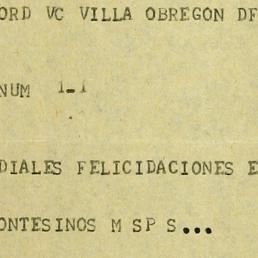 ORD VC VILLA OBREGON DF
NUM 1-1
DIALES FELICIDACIONES E
ONTESINOS M SP S...